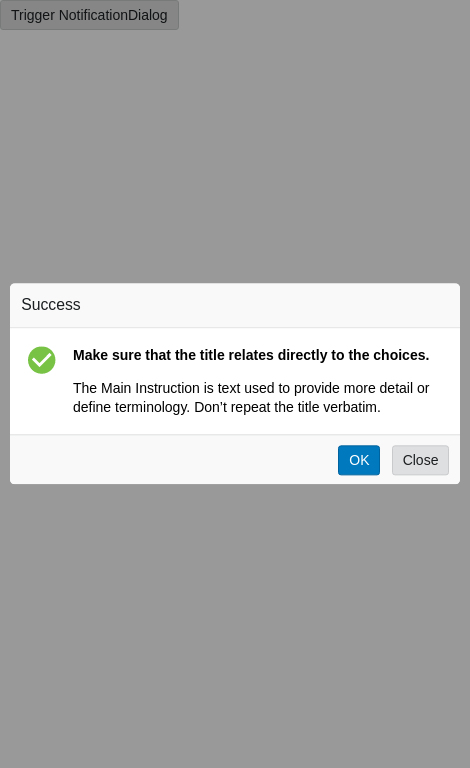 Trigger NotificationDialog
Success
Make sure that the title relates directly to the choices.
The Main Instruction is text used to provide more detail or
define terminology. Don’t repeat the title verbatim.
OK Close